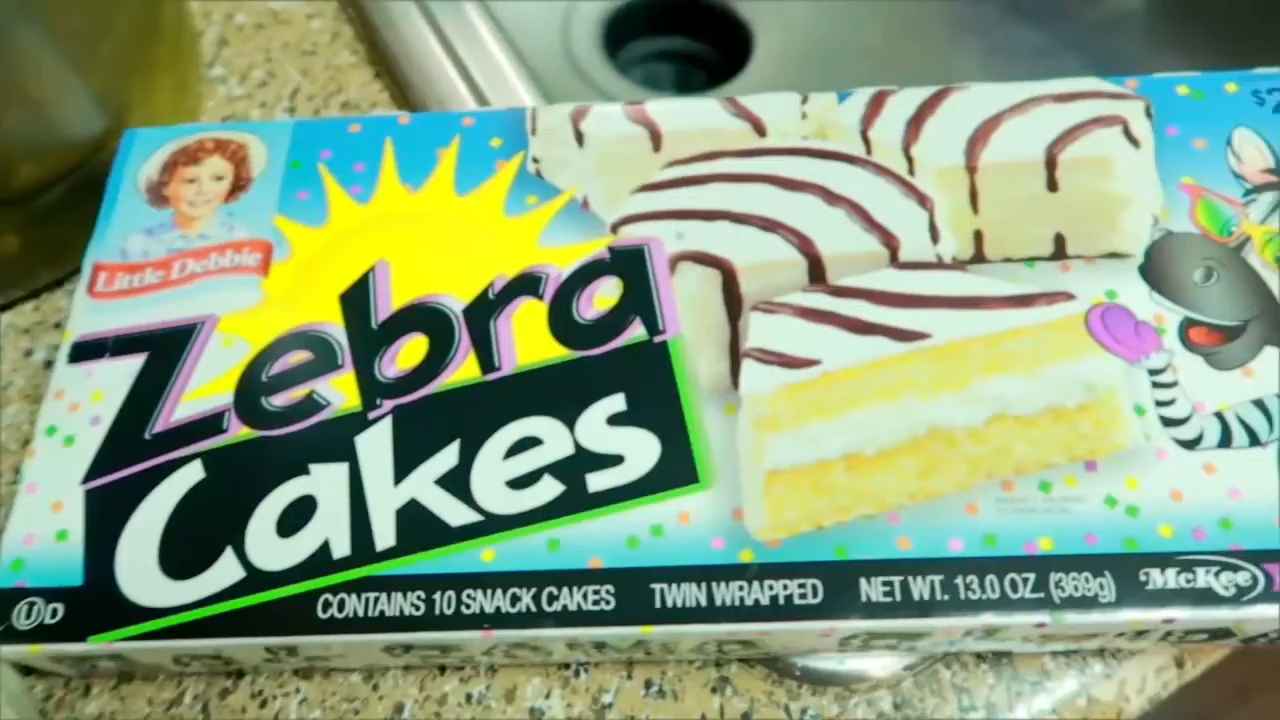 Little Debbie
Zebra
Cakes
UD
CONTAINS 10 SNACK CAKES TWIN WRAPPED NET WT. 13.0 OZ. (369g) McKee